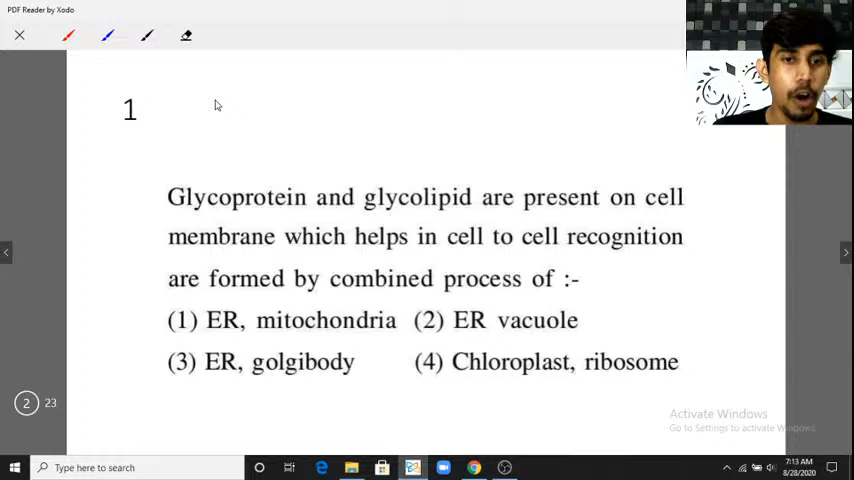 PDF Reader by Xodo
1
Glycoprotein and glycolipid are present on cell
membrane which helps in cell to cell recognition
are formed by combined process of :-
(1) ER, mitochondria (2) ER vacuole
(3) ER, golgibody (4) Chloroplast, ribosome
2 23
Activate Windows
Go to Settings to activate Windows.
Type here to search
7:13 AM
8/28/2020